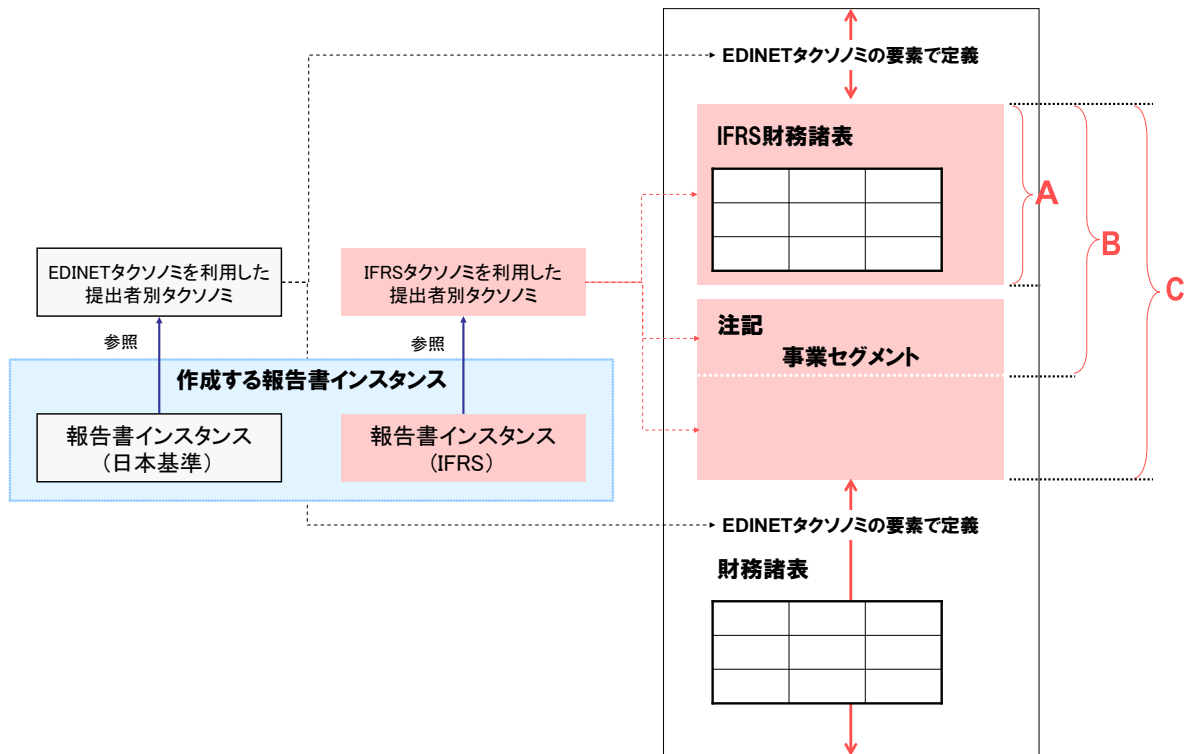 EDINETタクソノミの要素で定義
IFRS財務諸表
A
B
C
EDINETタクソノミを利用した
提出者別タクソノミ
IFRSタクソノミを利用した
提出者別タクソノミ
注記
事業セグメント
参照
参照
作成する報告書インスタンス
報告書インスタンス
（日本基準）
報告書インスタンス
(IFRS)
EDINETタクソノミの要素で定義
財務諸表